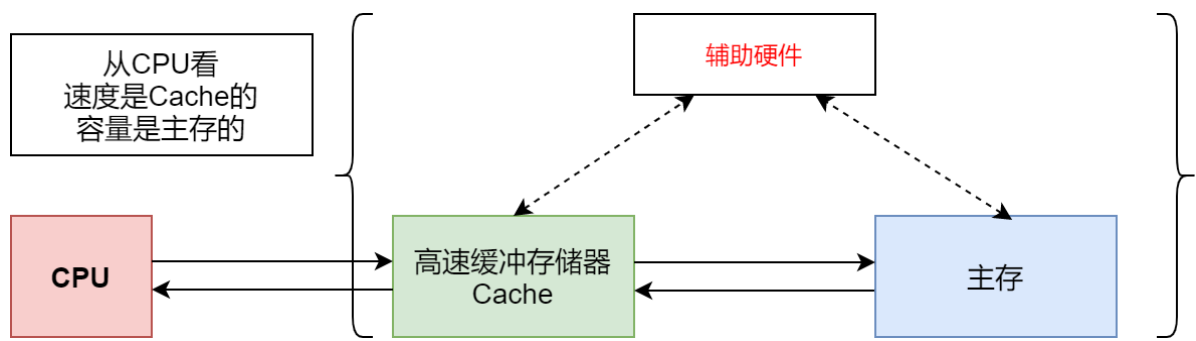 从CPU看
速度是Cache的
容量是主存的
辅助硬件
CPU
高速缓冲存储器
Cache
主存